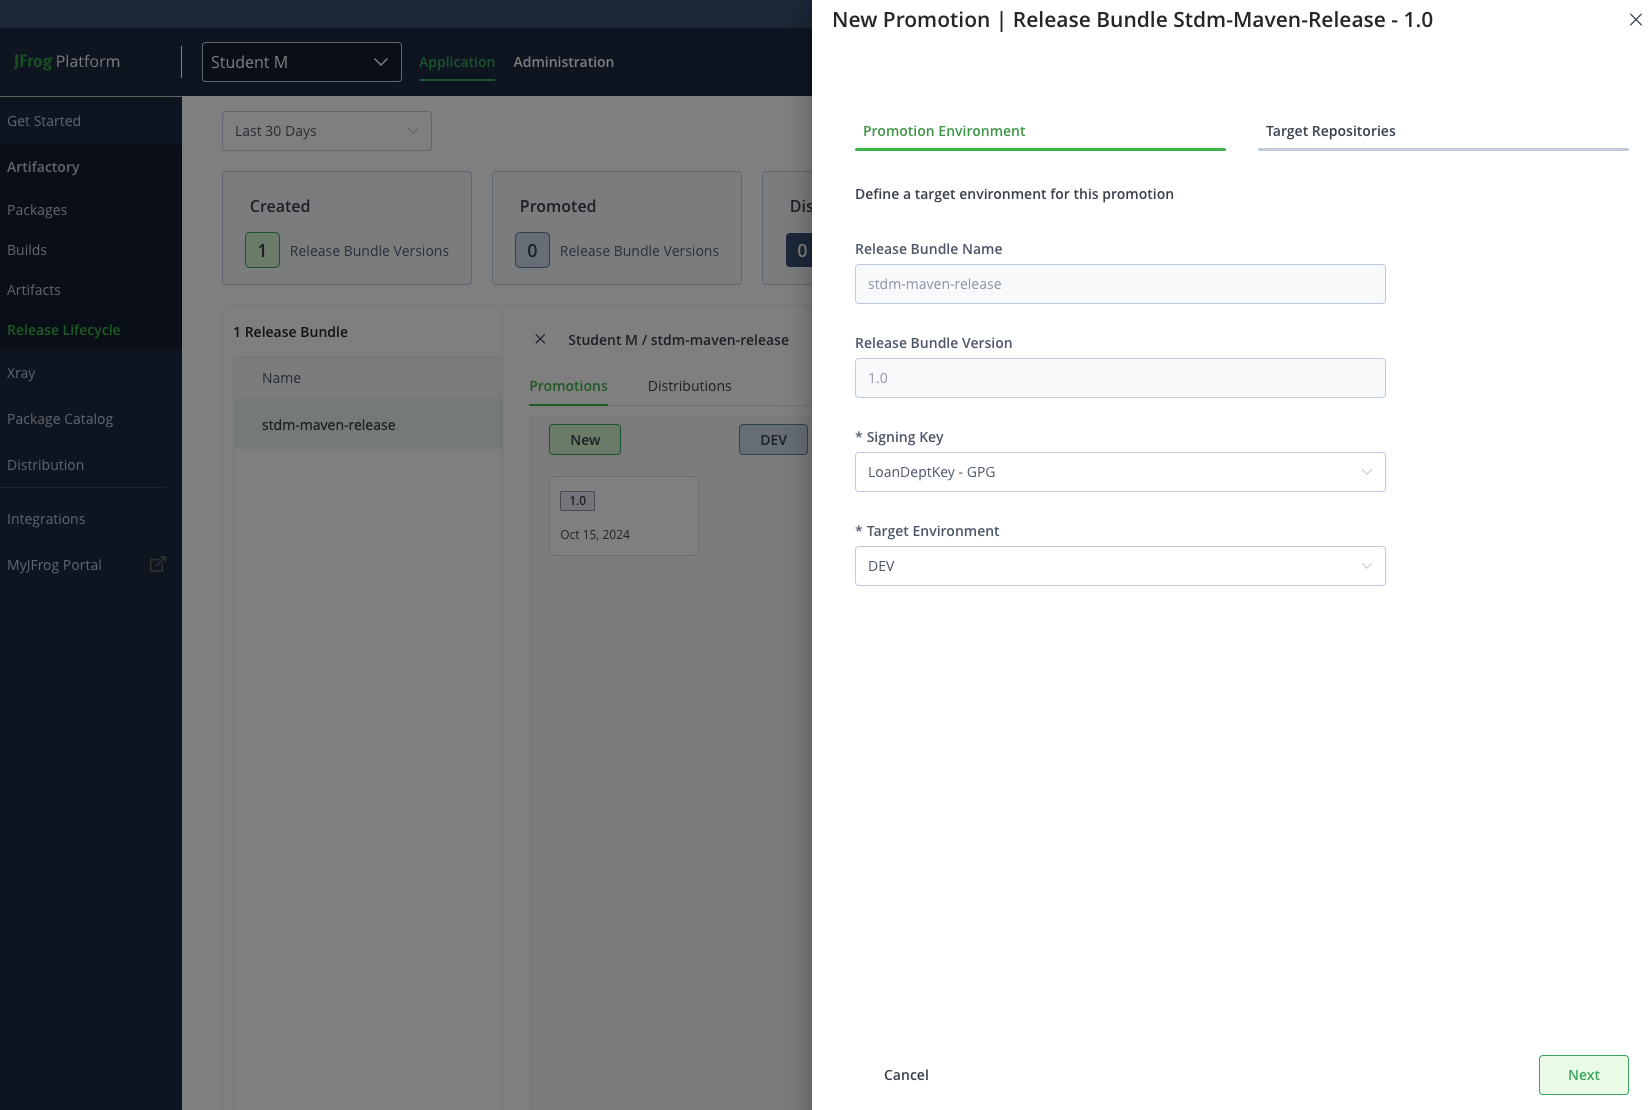 JFrog Platform
Student M
Application
Administration
Get Started
Artifactory
Packages
Builds
Artifacts
Release Lifecycle
Xray
Package Catalog
Distribution
Integrations
MyJFrog Portal
Last 30 Days
Created
1 Release Bundle Versions
Promoted
0 Release Bundle Versions
Dis
0
1 Release Bundle
Name
stdm-maven-release
Student M / stdm-maven-release
Promotions
Distributions
New
DEV
1.0
Oct 15, 2024
New Promotion | Release Bundle Stdm-Maven-Release - 1.0
Promotion Environment
Target Repositories
Define a target environment for this promotion
Release Bundle Name
stdm-maven-release
Release Bundle Version
1.0
* Signing Key
LoanDeptKey - GPG
* Target Environment
DEV
Cancel
Next